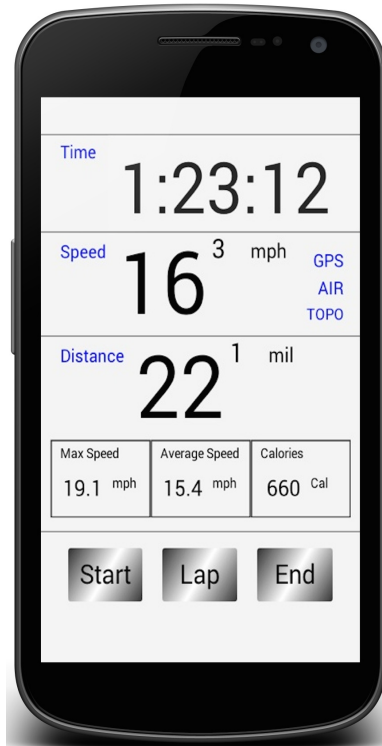 Time
1:23:12
Speed 16 3 mph
GPS
AIR
TOPO
Distance 22 1 mil
Max Speed Average Speed Calories
19.1 mph 15.4 mph 660 Cal
Start Lap End